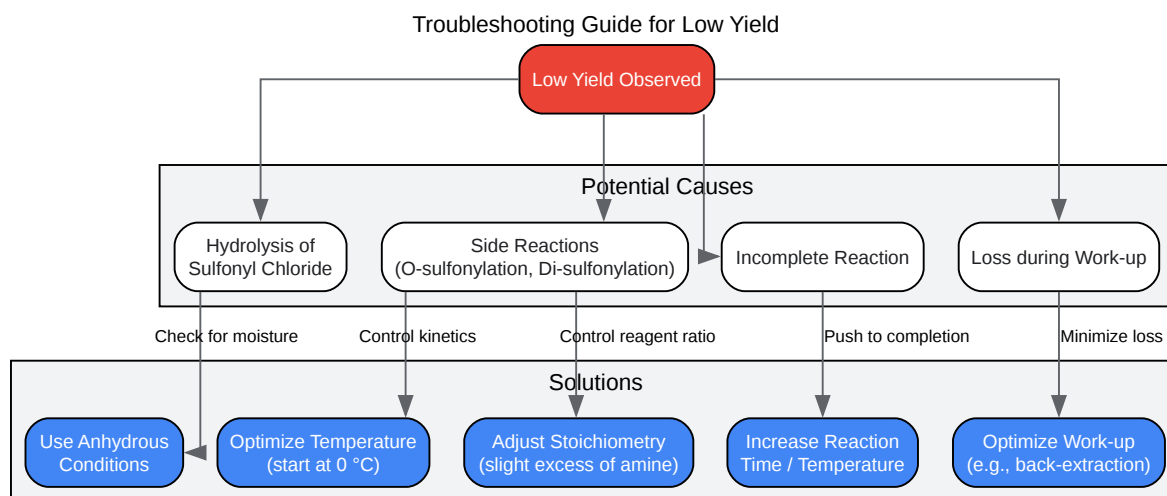 Troubleshooting Guide for Low Yield
Low Yield Observed
Potential Causes
Hydrolysis of
Sulfonyl Chloride
Side Reactions
(O-sulfonylation, Di-sulfonylation)
Incomplete Reaction
Loss during Work-up
Check for moisture
Control kinetics
Control reagent ratio
Push to completion
Minimize loss
Solutions
Use Anhydrous
Conditions
Optimize Temperature
(start at 0 °C)
Adjust Stoichiometry
(slight excess of amine)
Increase Reaction
Time / Temperature
Optimize Work-up
(e.g., back-extraction)